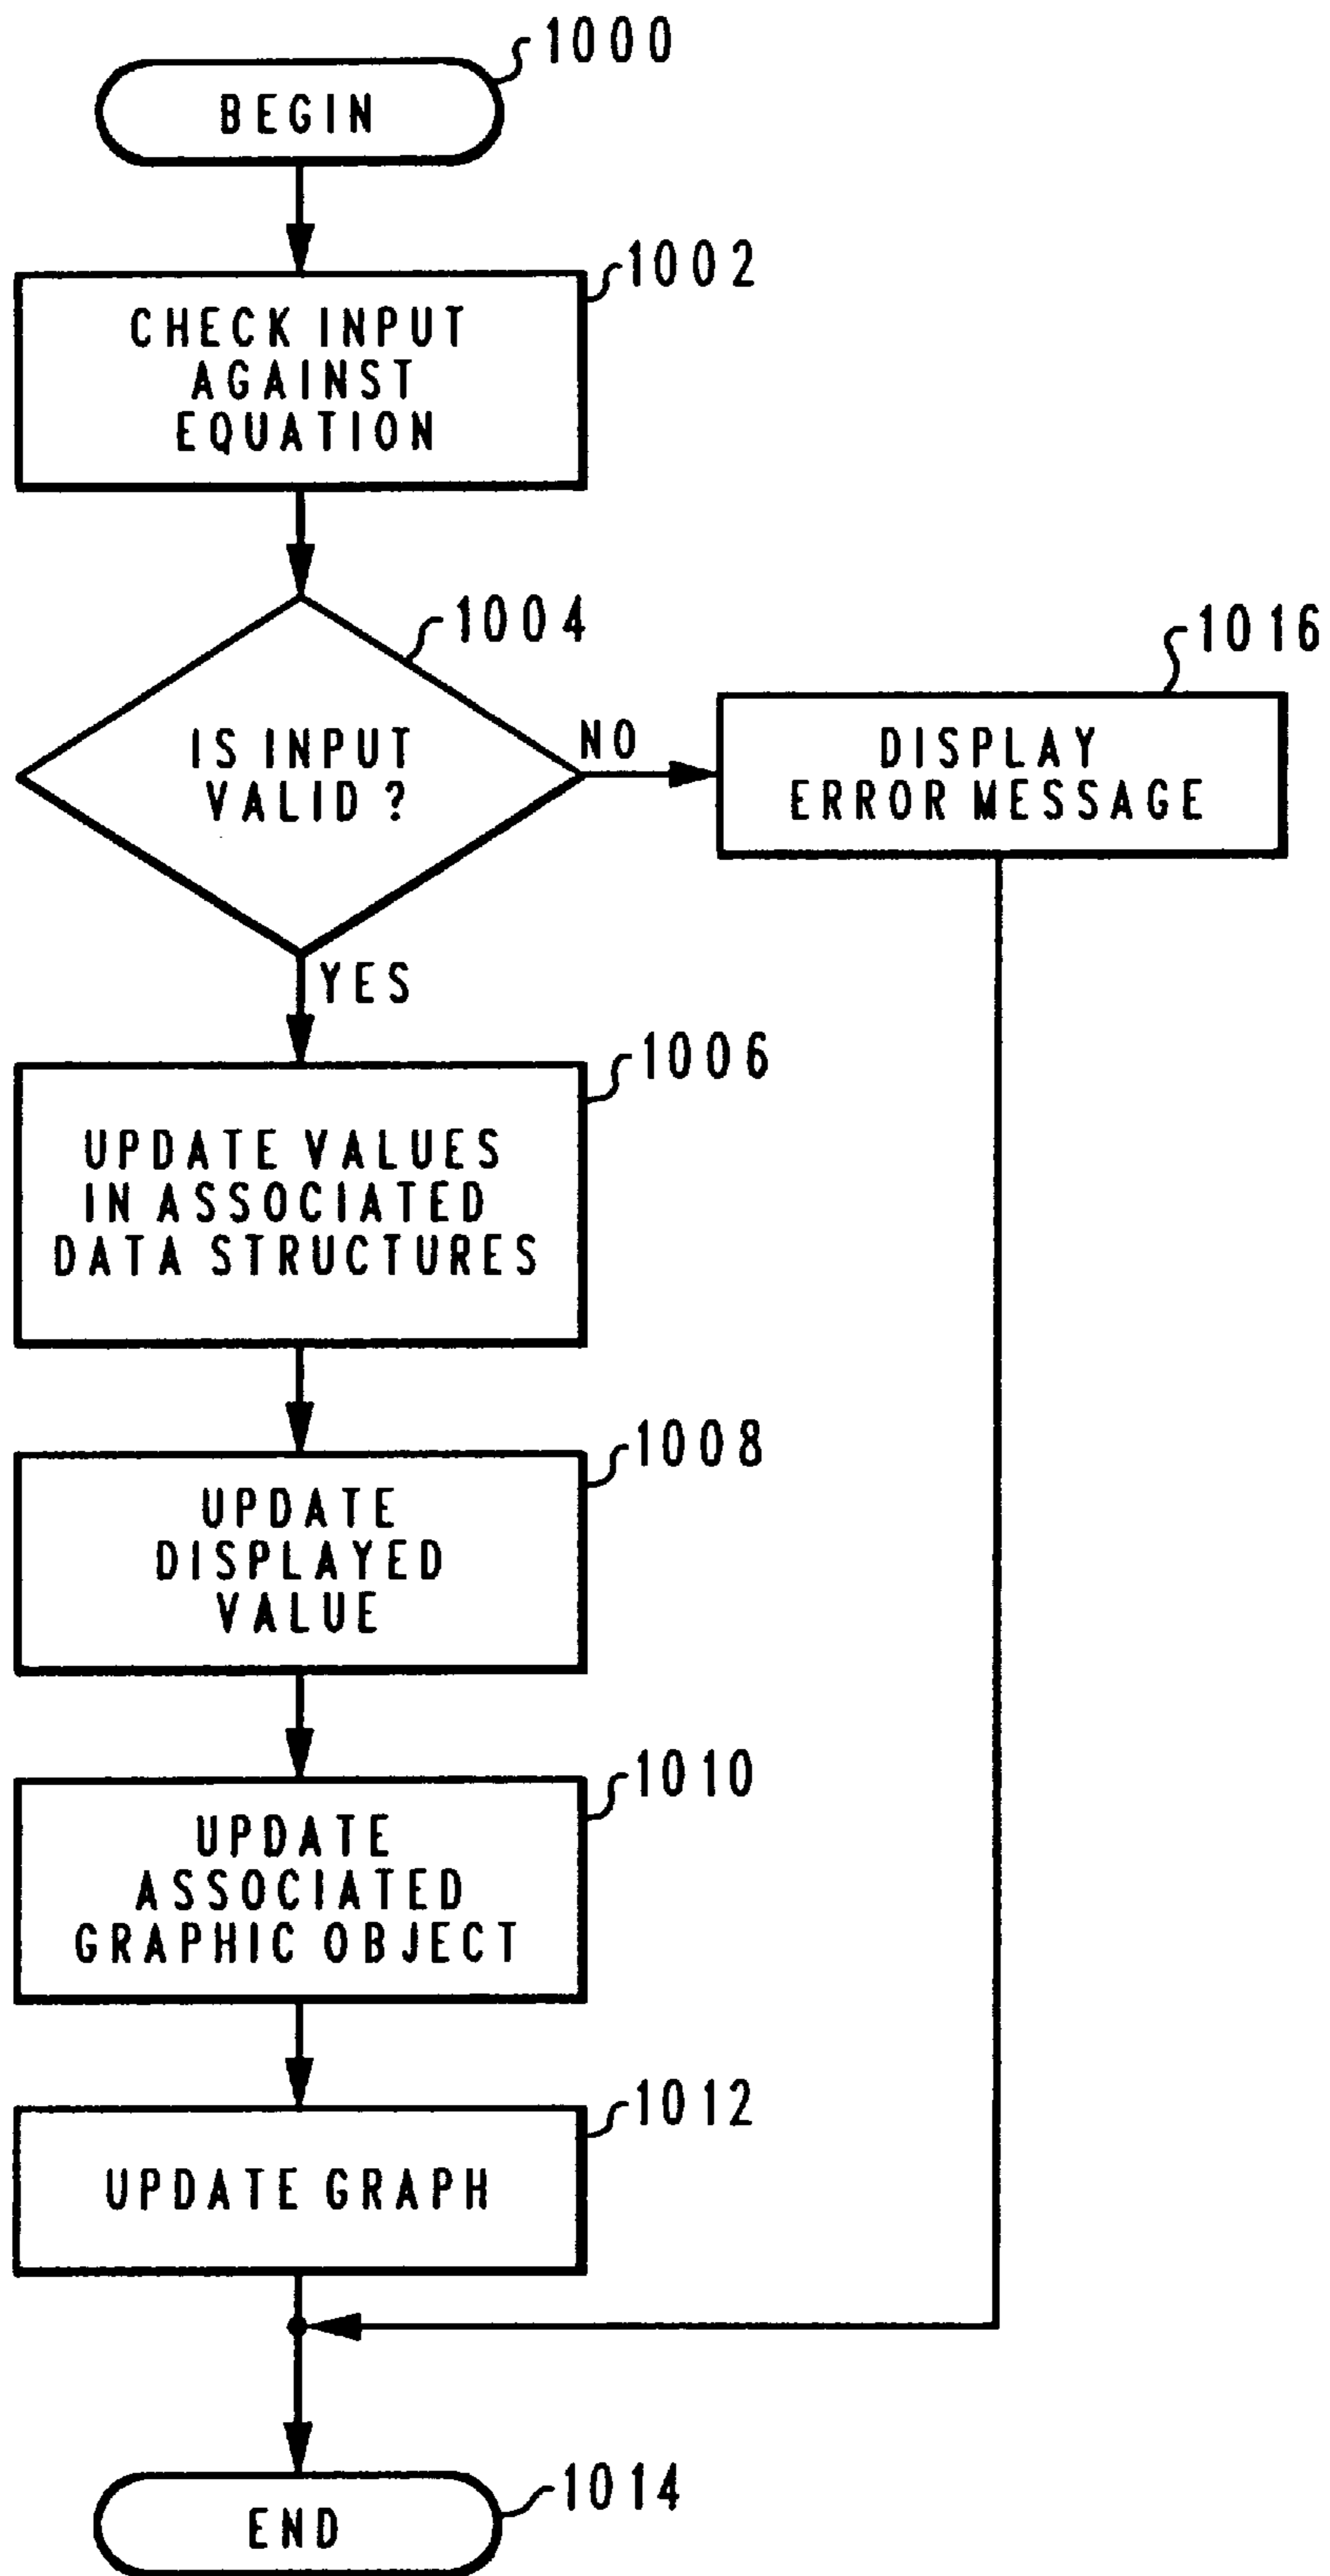 1000
BEGIN
1002
CHECK INPUT
AGAINST
EQUATION
1004
IS INPUT
VALID ?
NO
1016
DISPLAY
ERROR MESSAGE
YES
1006
UPDATE VALUES
IN ASSOCIATED
DATA STRUCTURES
1008
UPDATE
DISPLAYED
VALUE
1010
UPDATE
ASSOCIATED
GRAPHIC OBJECT
1012
UPDATE GRAPH
1014
END